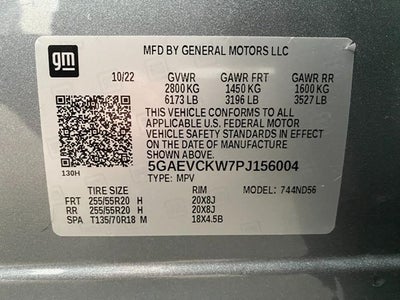 gm
MFD BY GENERAL MOTORS LLC
10/22 GVWR GAWR FRT GAWR RR
2800 KG 1450 KG 1600 KG
6173 LB 3196 LB 3527 LB
THIS VEHICLE CONFORMS TO ALL
APPLICABLE U.S. FEDERAL MOTOR
VEHICLE SAFETY STANDARDS IN EFFECT
ON THE DATE OF MANUFACTURE
SHOWN ABOVE.
5GAEVCKW7PJ156004
130H TYPE: MPV MODEL: 744ND56
TIRE SIZE RIM
FRT 255/55R20 H 20X8J
RR 255/55R20 H 20X8J
SPA T135/70R18 M 18X4.5B